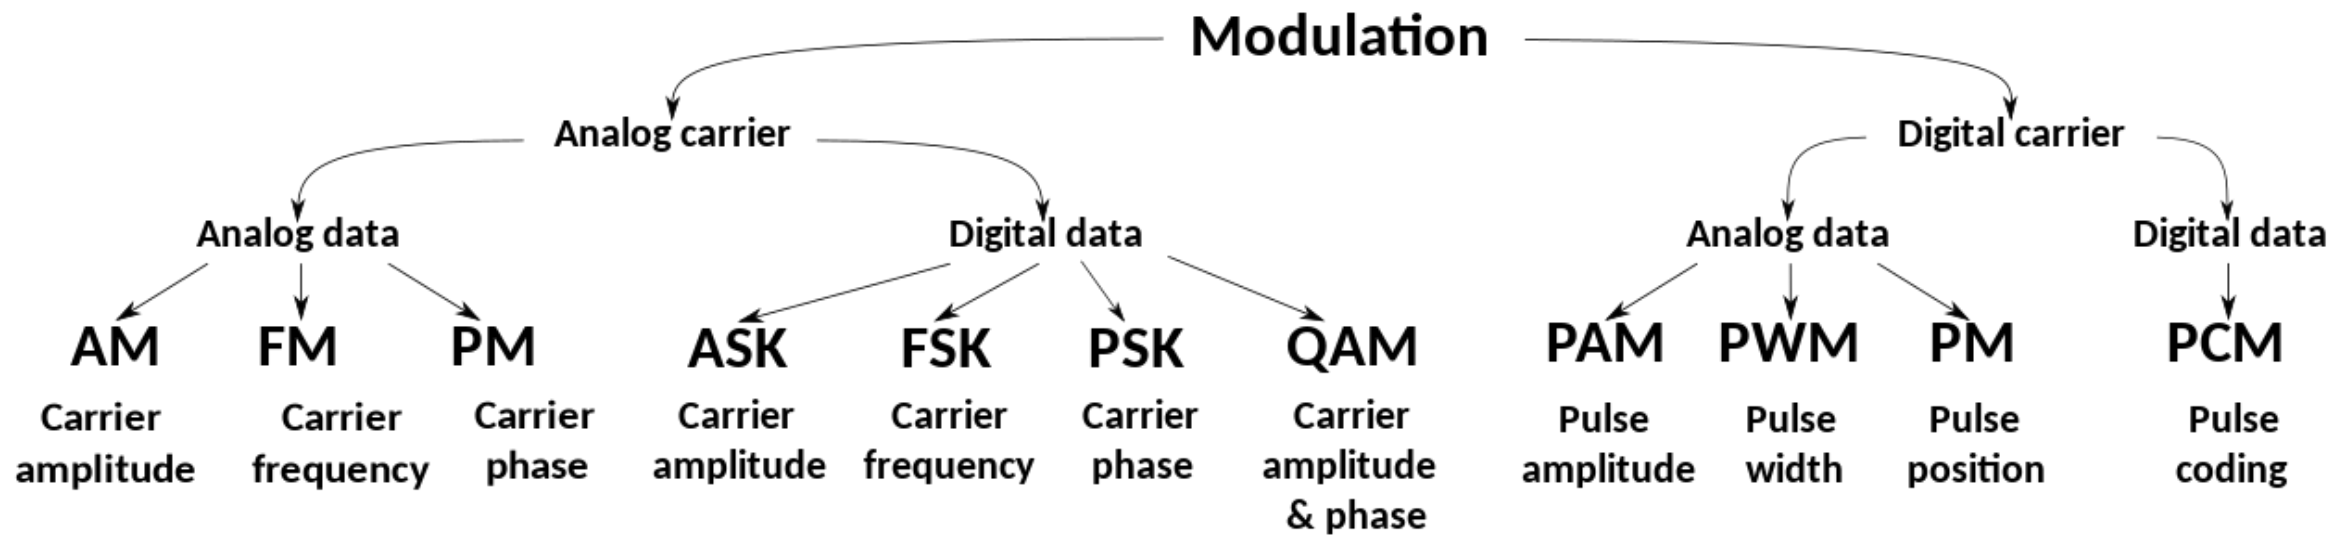 Modulation
Analog carrier
Digital carrier
Analog data
Digital data
Analog data
Digital data
AM
FM
PM
ASK
FSK
PSK
QAM
PAM
PWM
PM
PCM
Carrier
amplitude
Carrier
frequency
Carrier
phase
Carrier
amplitude
Carrier
frequency
Carrier
phase
Carrier
amplitude
& phase
Pulse
amplitude
Pulse
width
Pulse
position
Pulse
coding